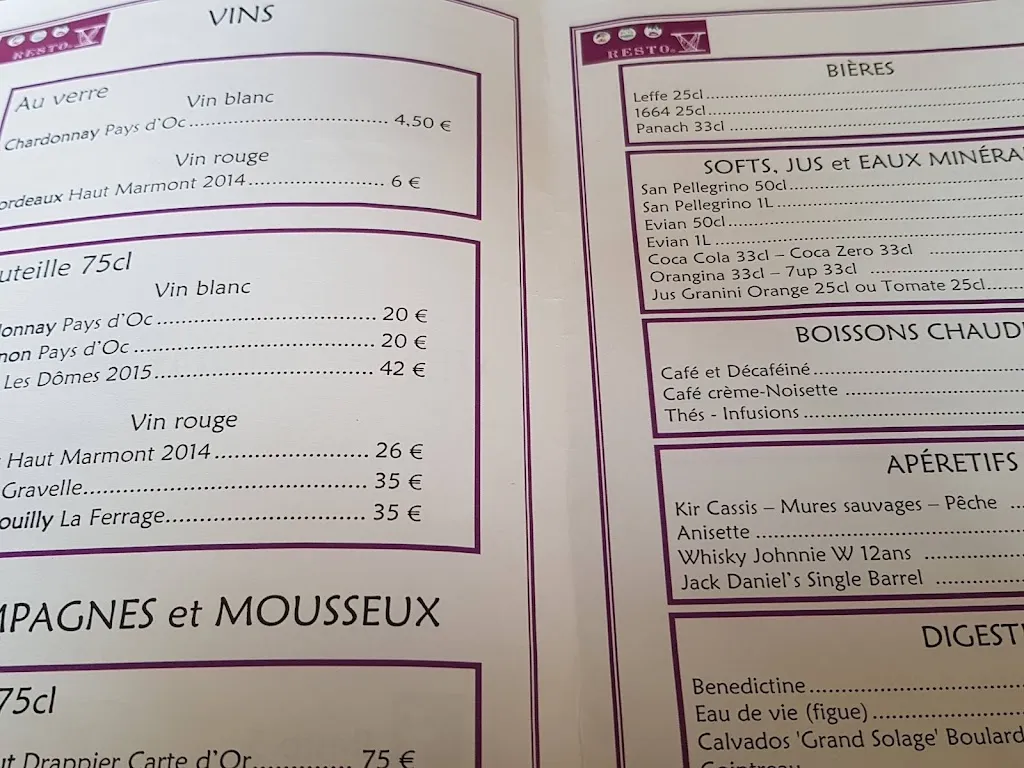 RESTO
VINS
Au verre
Vin blanc
Chardonnay Pays d'Oc 4,50 €
Vin rouge
ordeaux Haut Marmont 2014 6 €
uteille 75cl
Vin blanc
onnay Pays d'Oc 20 €
non Pays d'Oc 20 €
Les Dômes 2015 42 €
Vin rouge
Haut Marmont 2014 26 €
Gravelle 35 €
ouilly La Ferrage 35 €
MPAGNES et MOUSSEUX
75cl
ut Drappier Carte d'Or 75 €
RESTO
BIÈRES
Leffe 25cl
1664 25cl
Panach 33cl
SOFTS, JUS et EAUX MINÉRA
San Pellegrino 50cl
San Pellegrino 1L
Evian 50cl
Evian 1L
Coca Cola 33cl – Coca Zero 33cl
Orangina 33cl – 7up 33cl
Jus Granini Orange 25cl ou Tomate 25cl
BOISSONS CHAUD
Café et Décaféiné
Café crème-Noisette
Thés - Infusions
APÉRETIFS
Kir Cassis – Mures sauvages – Pêche
Anisette
Whisky Johnnie W 12ans
Jack Daniel's Single Barrel
DIGEST
Benedictine
Eau de vie (figue)
Calvados 'Grand Solage' Boulard